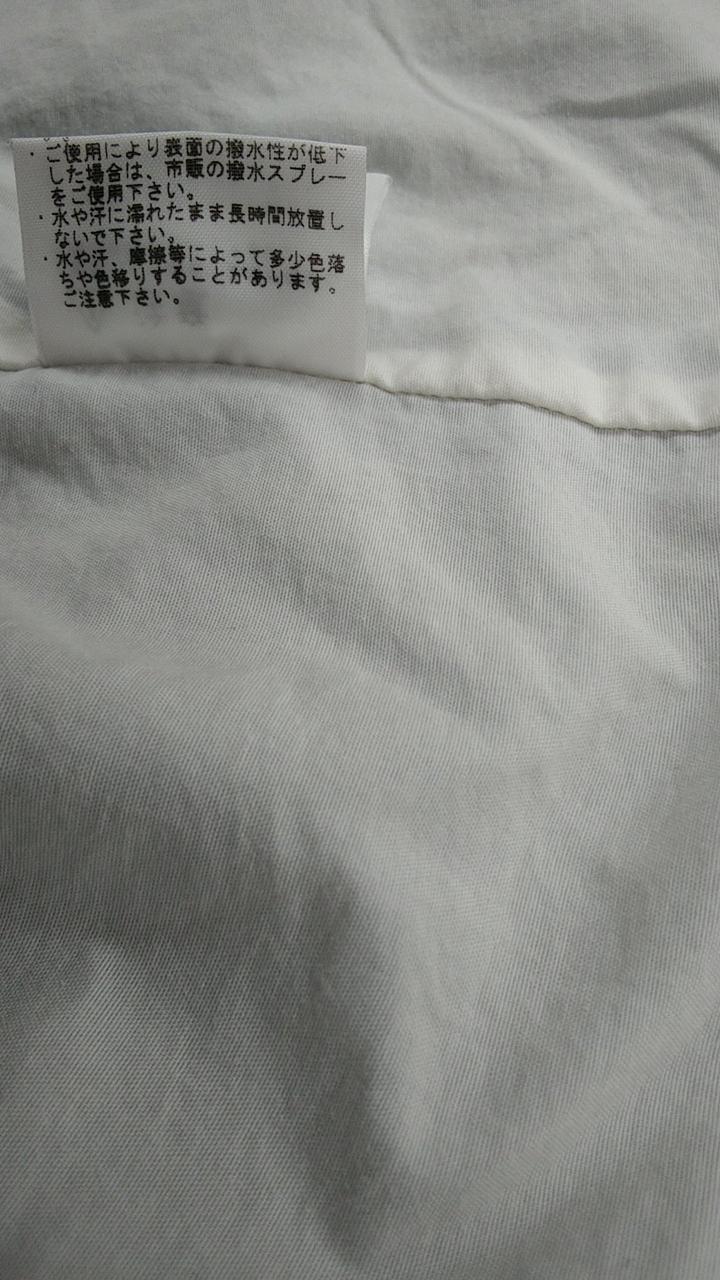 ・ご使用により表面の撥水性が低下
した場合は、市販の撥水スプレー
をご使用下さい。
・水や汗に濡れたまま長時間放置し
ないで下さい。
・水や汗、摩擦等によって多少色落
ちや色移りすることがあります。
ご注意下さい。